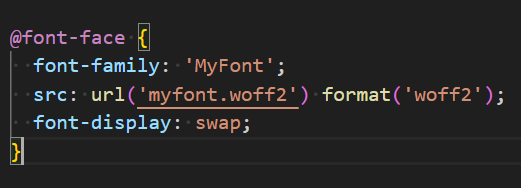 @font-face {
  font-family: 'MyFont';
  src: url('myfont.woff2') format('woff2');
  font-display: swap;
}